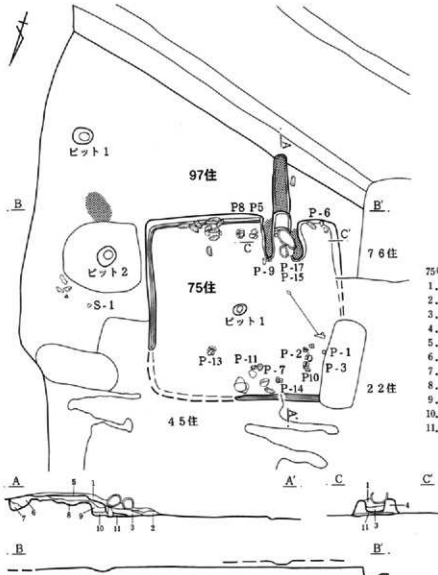 ピット1
97住
P8 P5
P-6
A
B
B'
C
C'
76住
ピット2
P-9
P-17
P-15
75住
S-1
ピット1
P-13
P-2
P-1
P-11
P-7
P10
P-3
P-14
22住
45住
A'
75
1.
2.
3.
4.
5.
6.
7.
8.
9.
10.
11.
A
A'
C
C'
5
1
1
7
6
8
9
10
11
3
2
4
11
3
B
B'